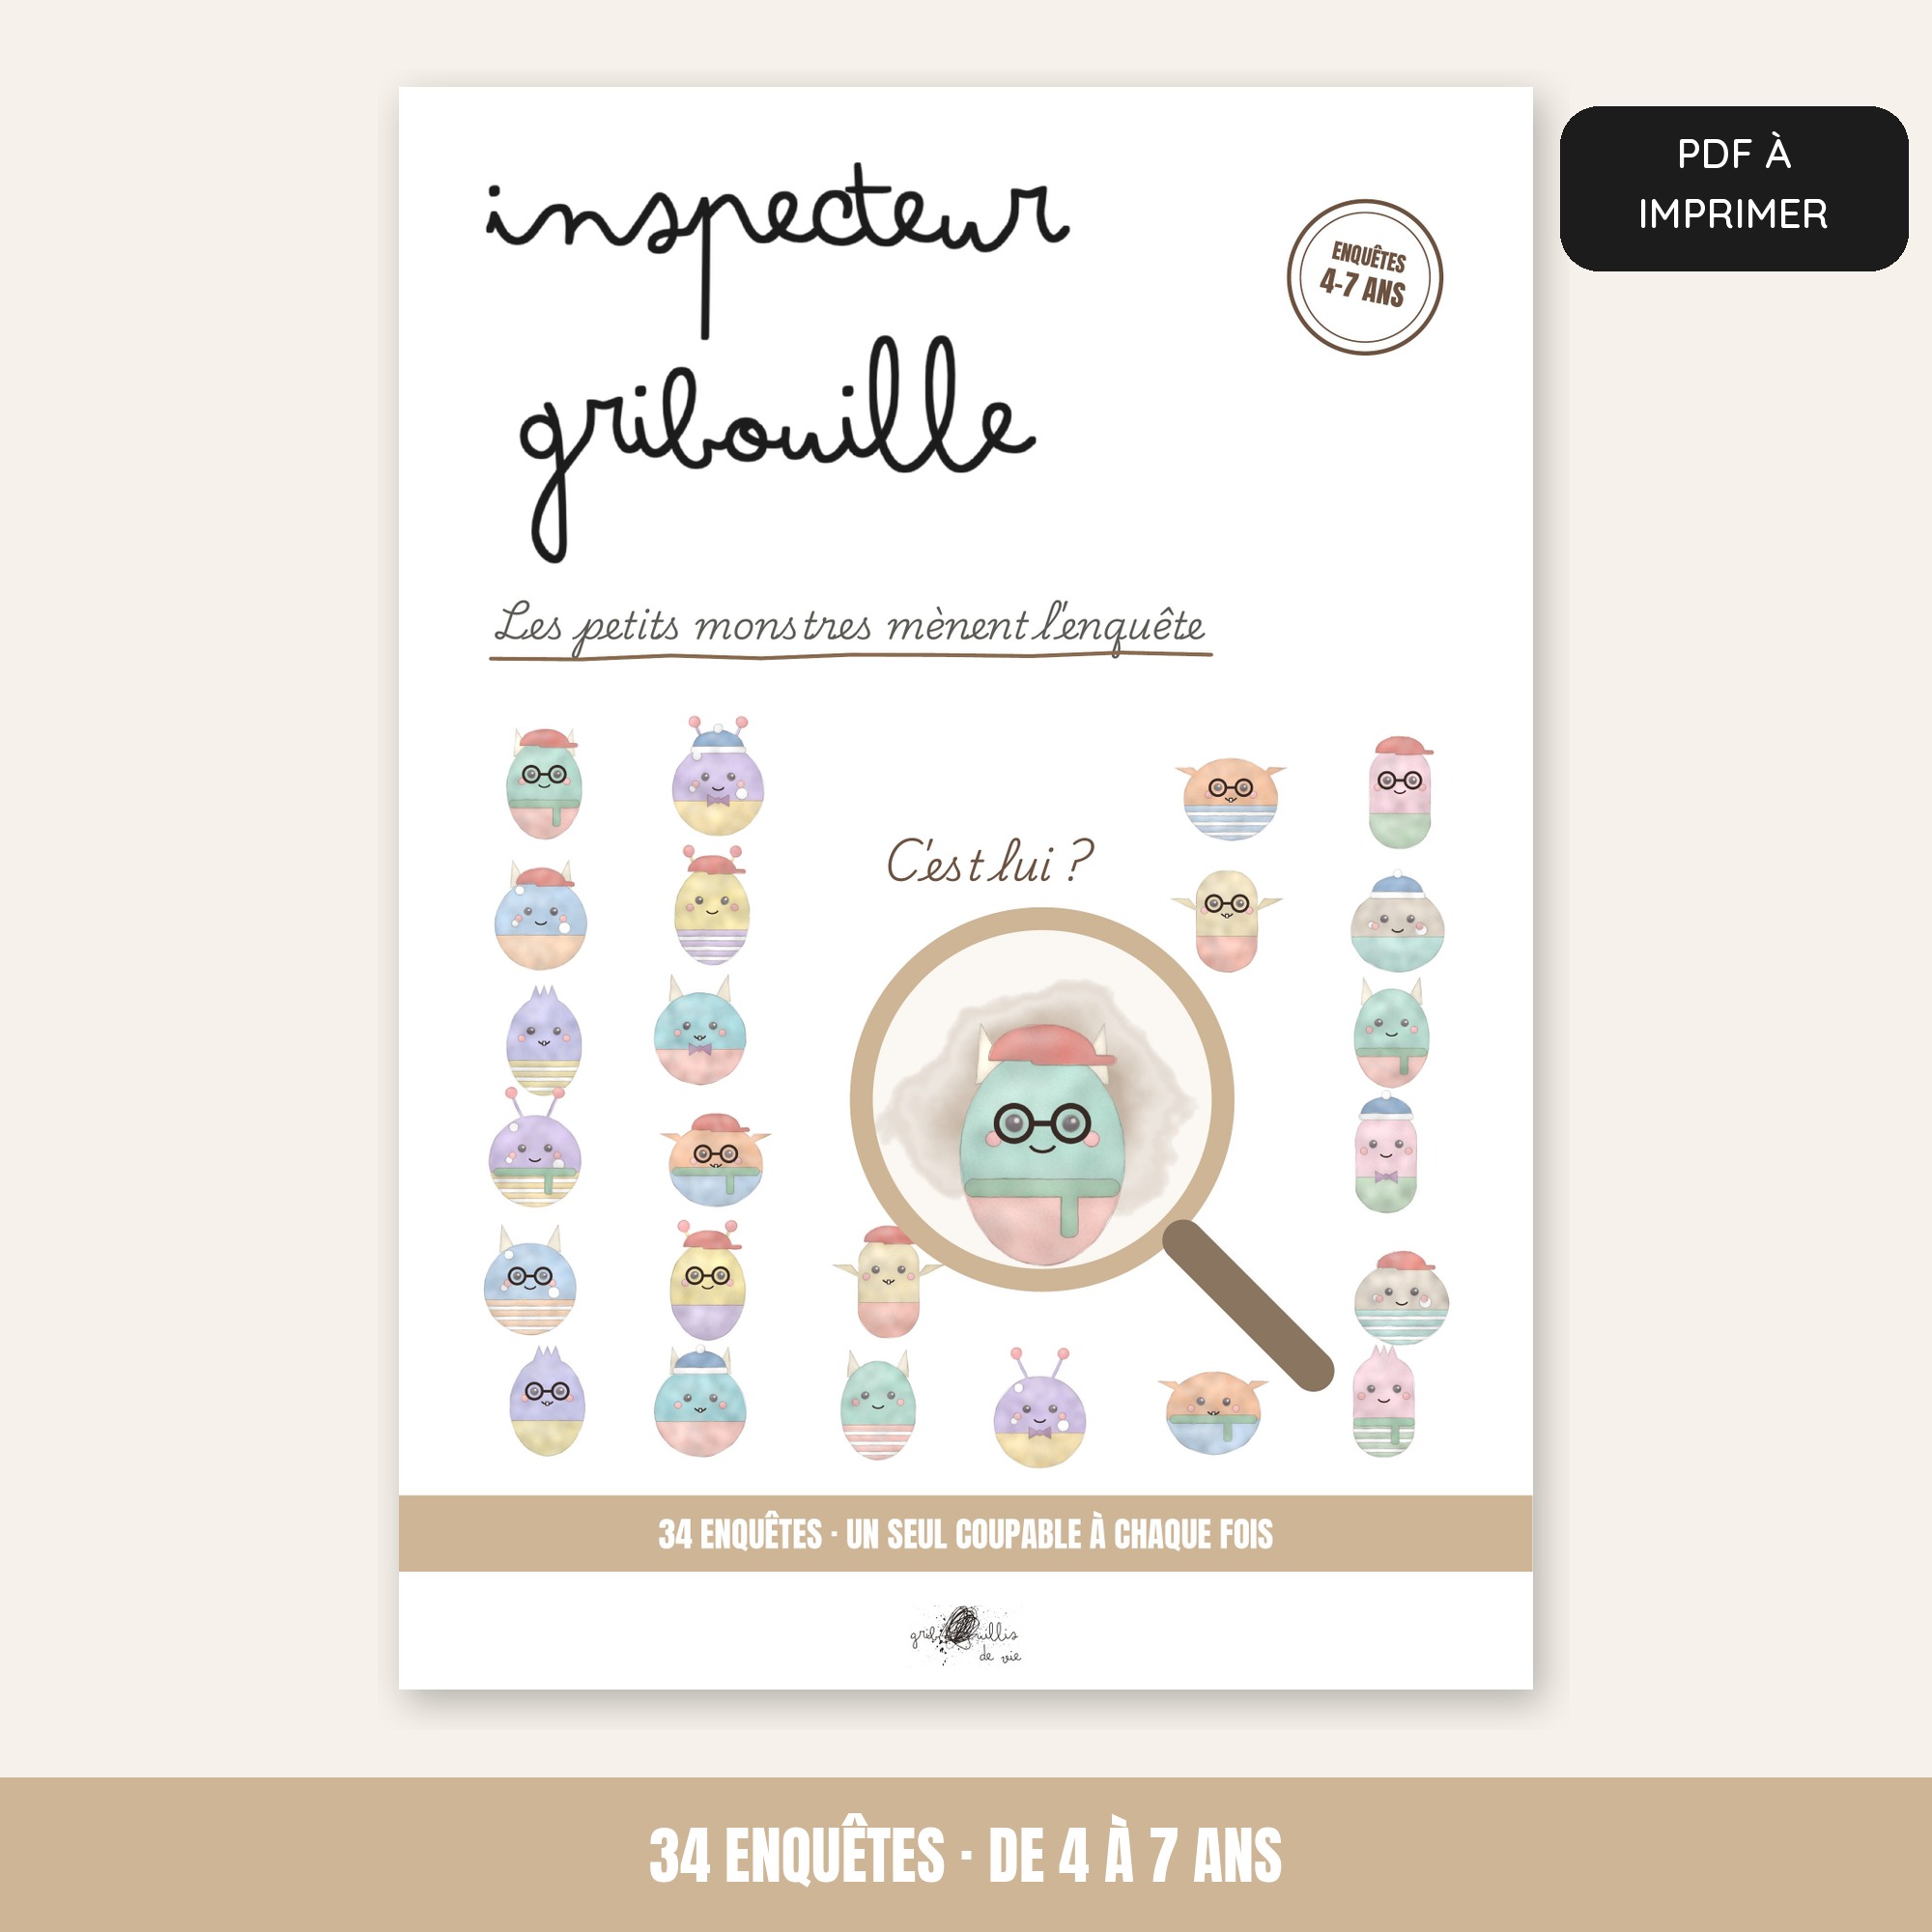 PDF À
IMPRIMER
inspecteur
gribouille
ENQUÊTES
4-7 ANS
Les petits monstres mènent l'enquête
C'est lui ?
34 ENQUÊTES · UN SEUL COUPABLE À CHAQUE FOIS
de vie
34 ENQUÊTES · DE 4 À 7 ANS